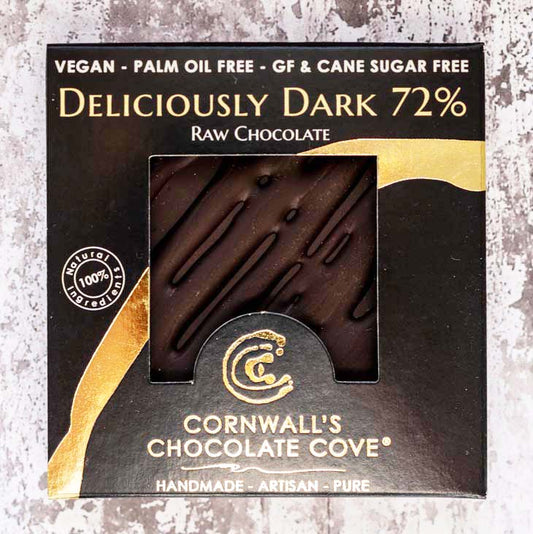 VEGAN - PALM OIL FREE - GF & CANE SUGAR FREE
DELICIOUSLY DARK 72%
RAW CHOCOLATE
Natural
100%
Ingredients
CORNWALL'S
CHOCOLATE COVE®
HANDMADE - ARTISAN - PURE